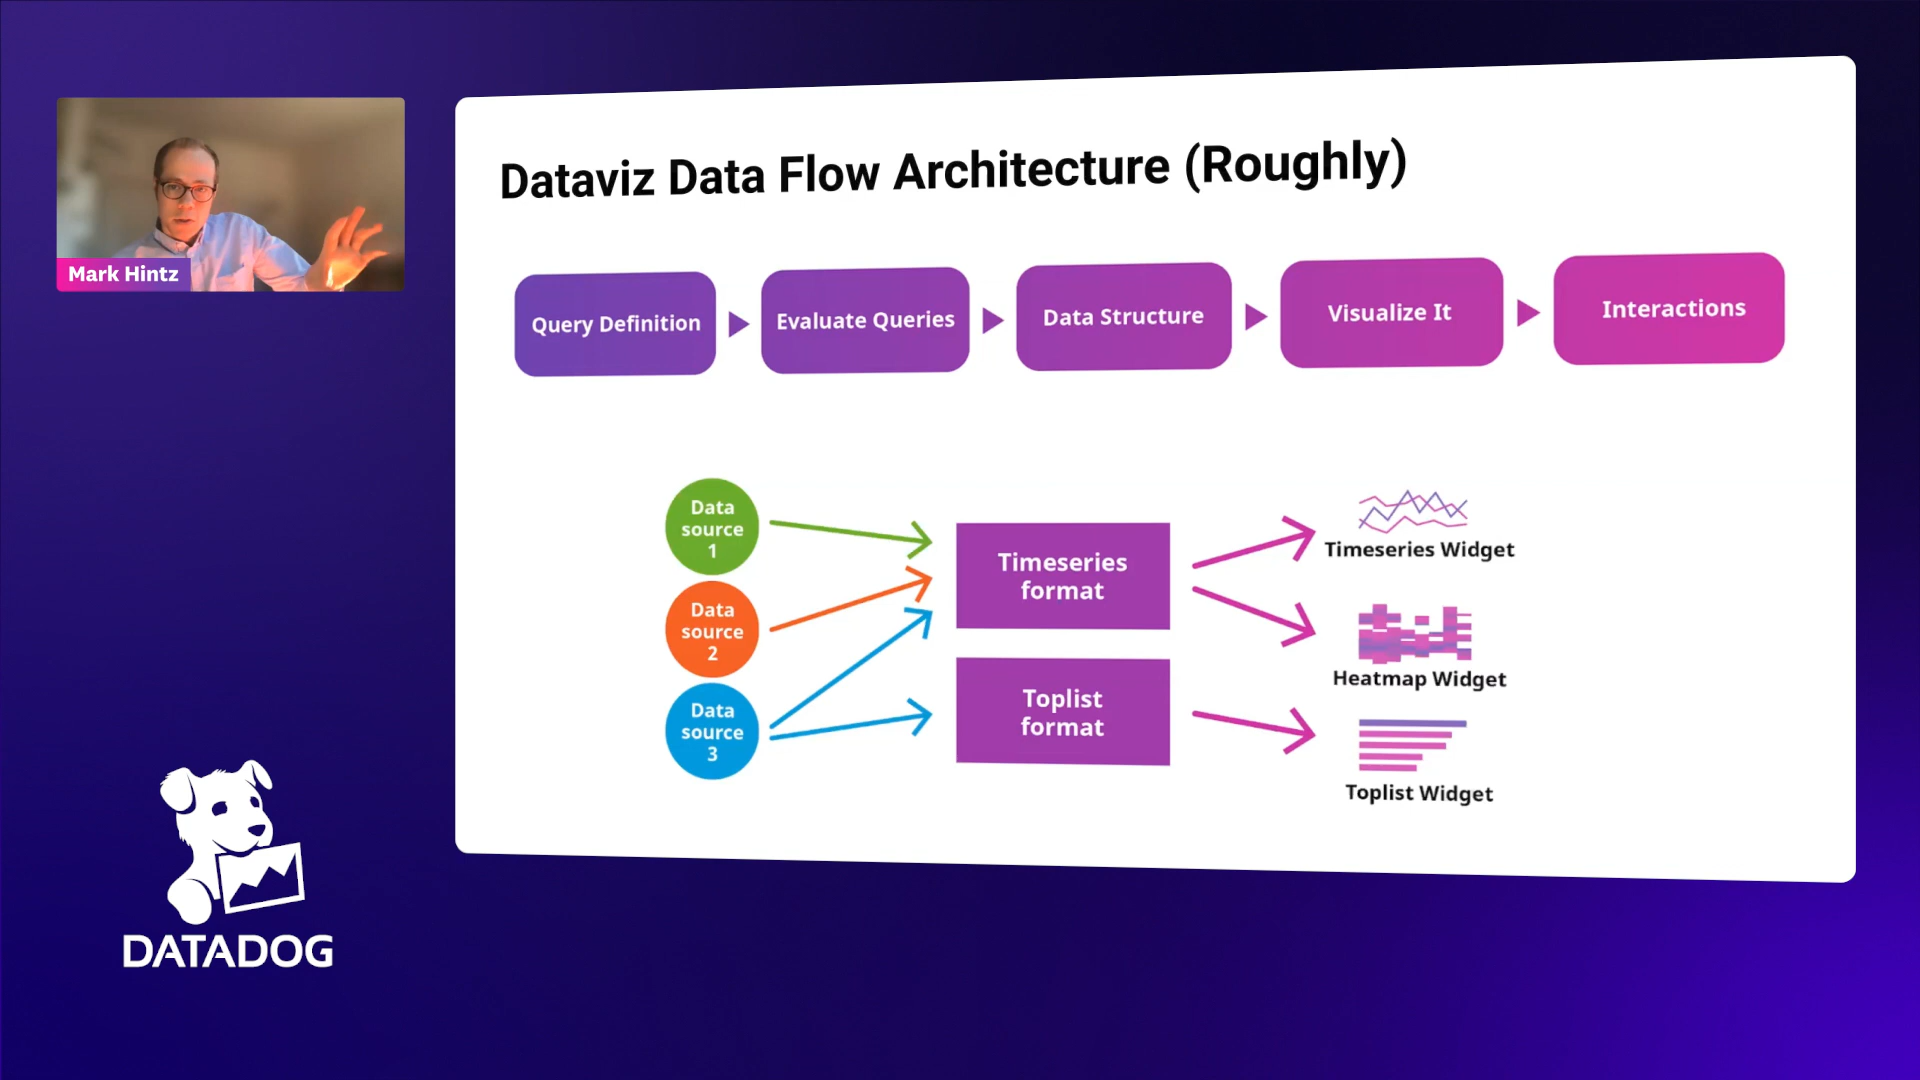 Mark Hintz
DATADOG
Dataviz Data Flow Architecture (Roughly)
Query Definition
Evaluate Queries
Data Structure
Visualize It
Interactions
Data
source
1
Data
source
2
Data
source
3
Timeseries
format
Toplist
format
Timeseries Widget
Heatmap Widget
Toplist Widget